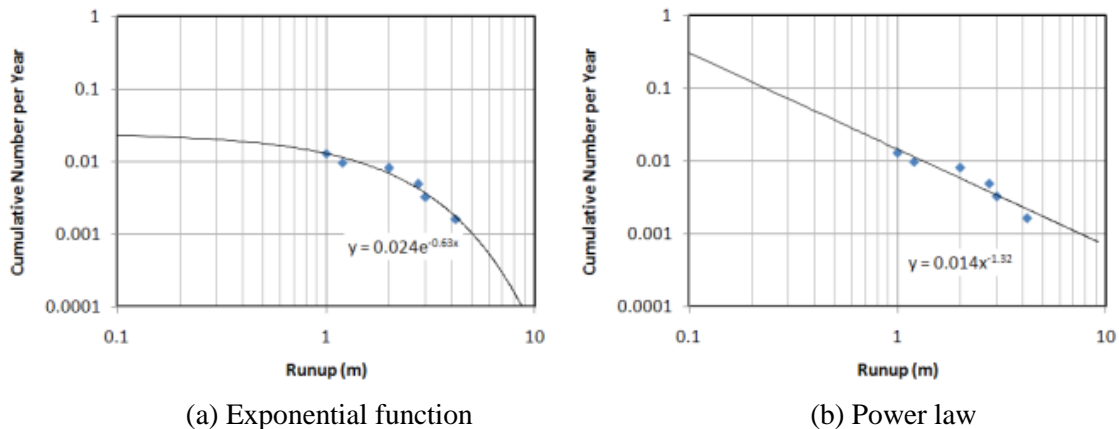 Cumulative Number per Year
1
0.1
0.01
0.001
0.0001
y = 0.024e^-0.63x
0.1
1
10
Runup (m)
(a) Exponential function
Cumulative Number per Year
1
0.1
0.01
0.001
0.0001
y = 0.014x^-1.32
0.1
1
10
Runup (m)
(b) Power law